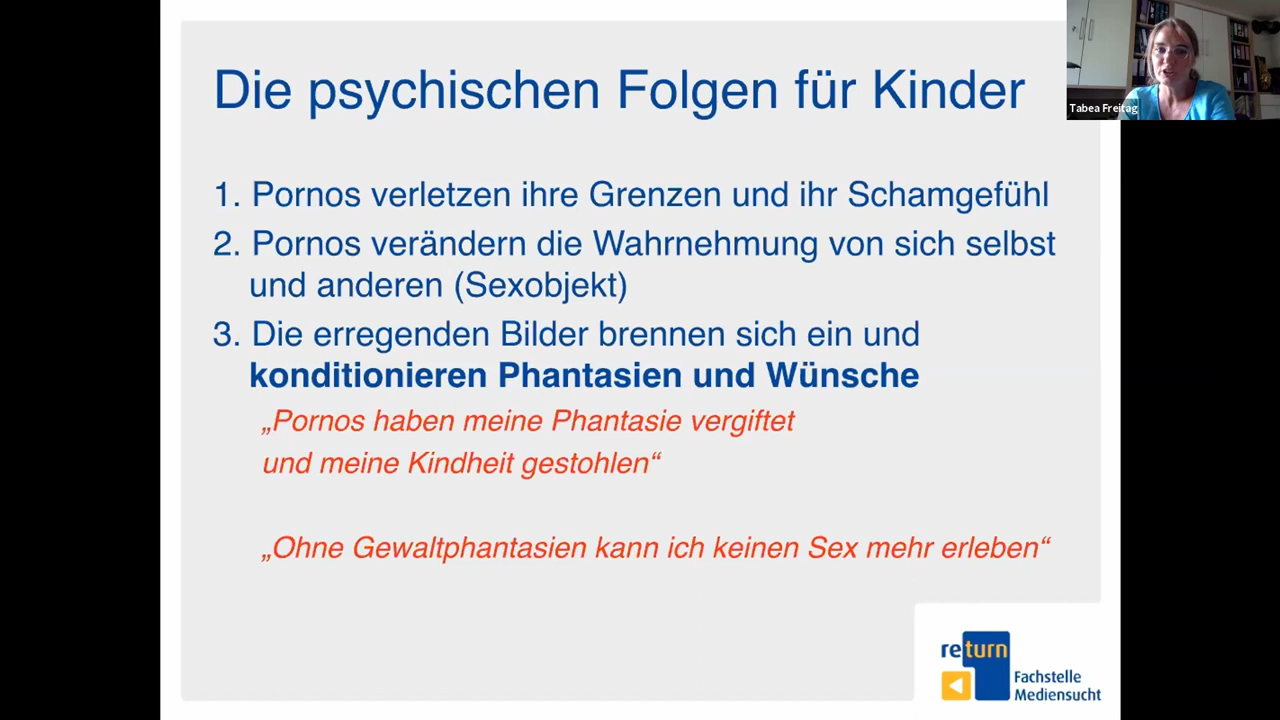 Die psychischen Folgen für Kinder
Tabea Freitag
1. Pornos verletzen ihre Grenzen und ihr Schamgefühl
2. Pornos verändern die Wahrnehmung von sich selbst
und anderen (Sexobjekt)
3. Die erregenden Bilder brennen sich ein und
konditionieren Phantasien und Wünsche
„Pornos haben meine Phantasie vergiftet
und meine Kindheit gestohlen“
„Ohne Gewaltphantasien kann ich keinen Sex mehr erleben“
return
Fachstelle
Mediensucht